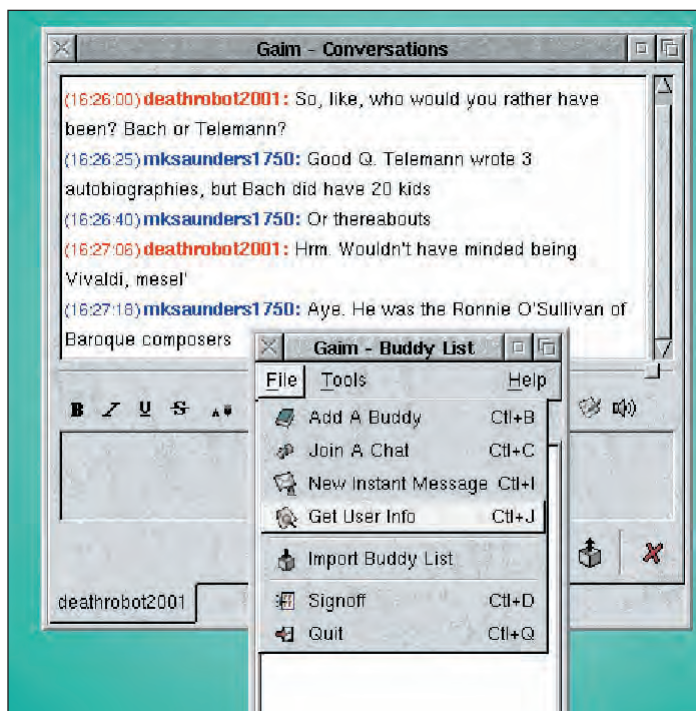 Gaim - Conversations
(16:26:00) deathrobot2001: So, like, who would you rather have
been? Bach or Telemann?
(16:26:25) mksaunders1750: Good Q. Telemann wrote 3
autobiographies, but Bach did have 20 kids
(16:26:40) mksaunders1750: Or thereabouts
(16:27:06) deathrobot2001: Hrm. Wouldn't have minded being
Vivaldi, mesel'
(16:27:18) mksaunders1750: Aye. He was the Ronnie O'Sullivan of
Baroque composers
Gaim - Buddy List
File Tools Help
B I U S A
Add A Buddy Ctl+B
Join A Chat Ctl+C
New Instant Message Ctl+I
Get User Info Ctl+J
Import Buddy List
Signoff Ctl+D
Quit Ctl+Q
deathrobot2001